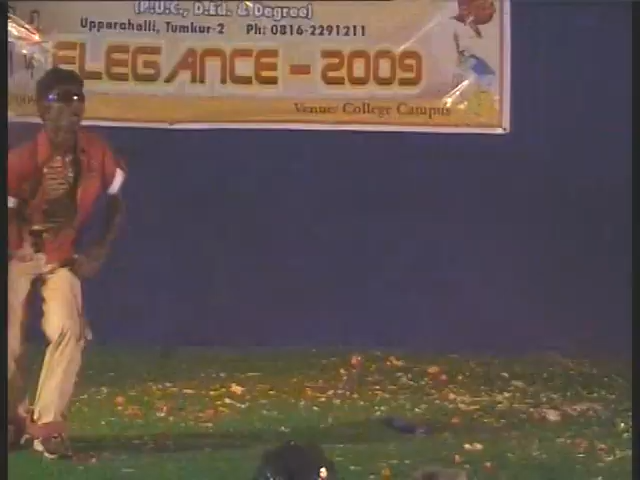 (P.U.C., D.Ed. & Degree)
Upparahalli, Tumkur-2   Ph: 0816-2291211
ELEGANCE - 2009
Venue: College Campus